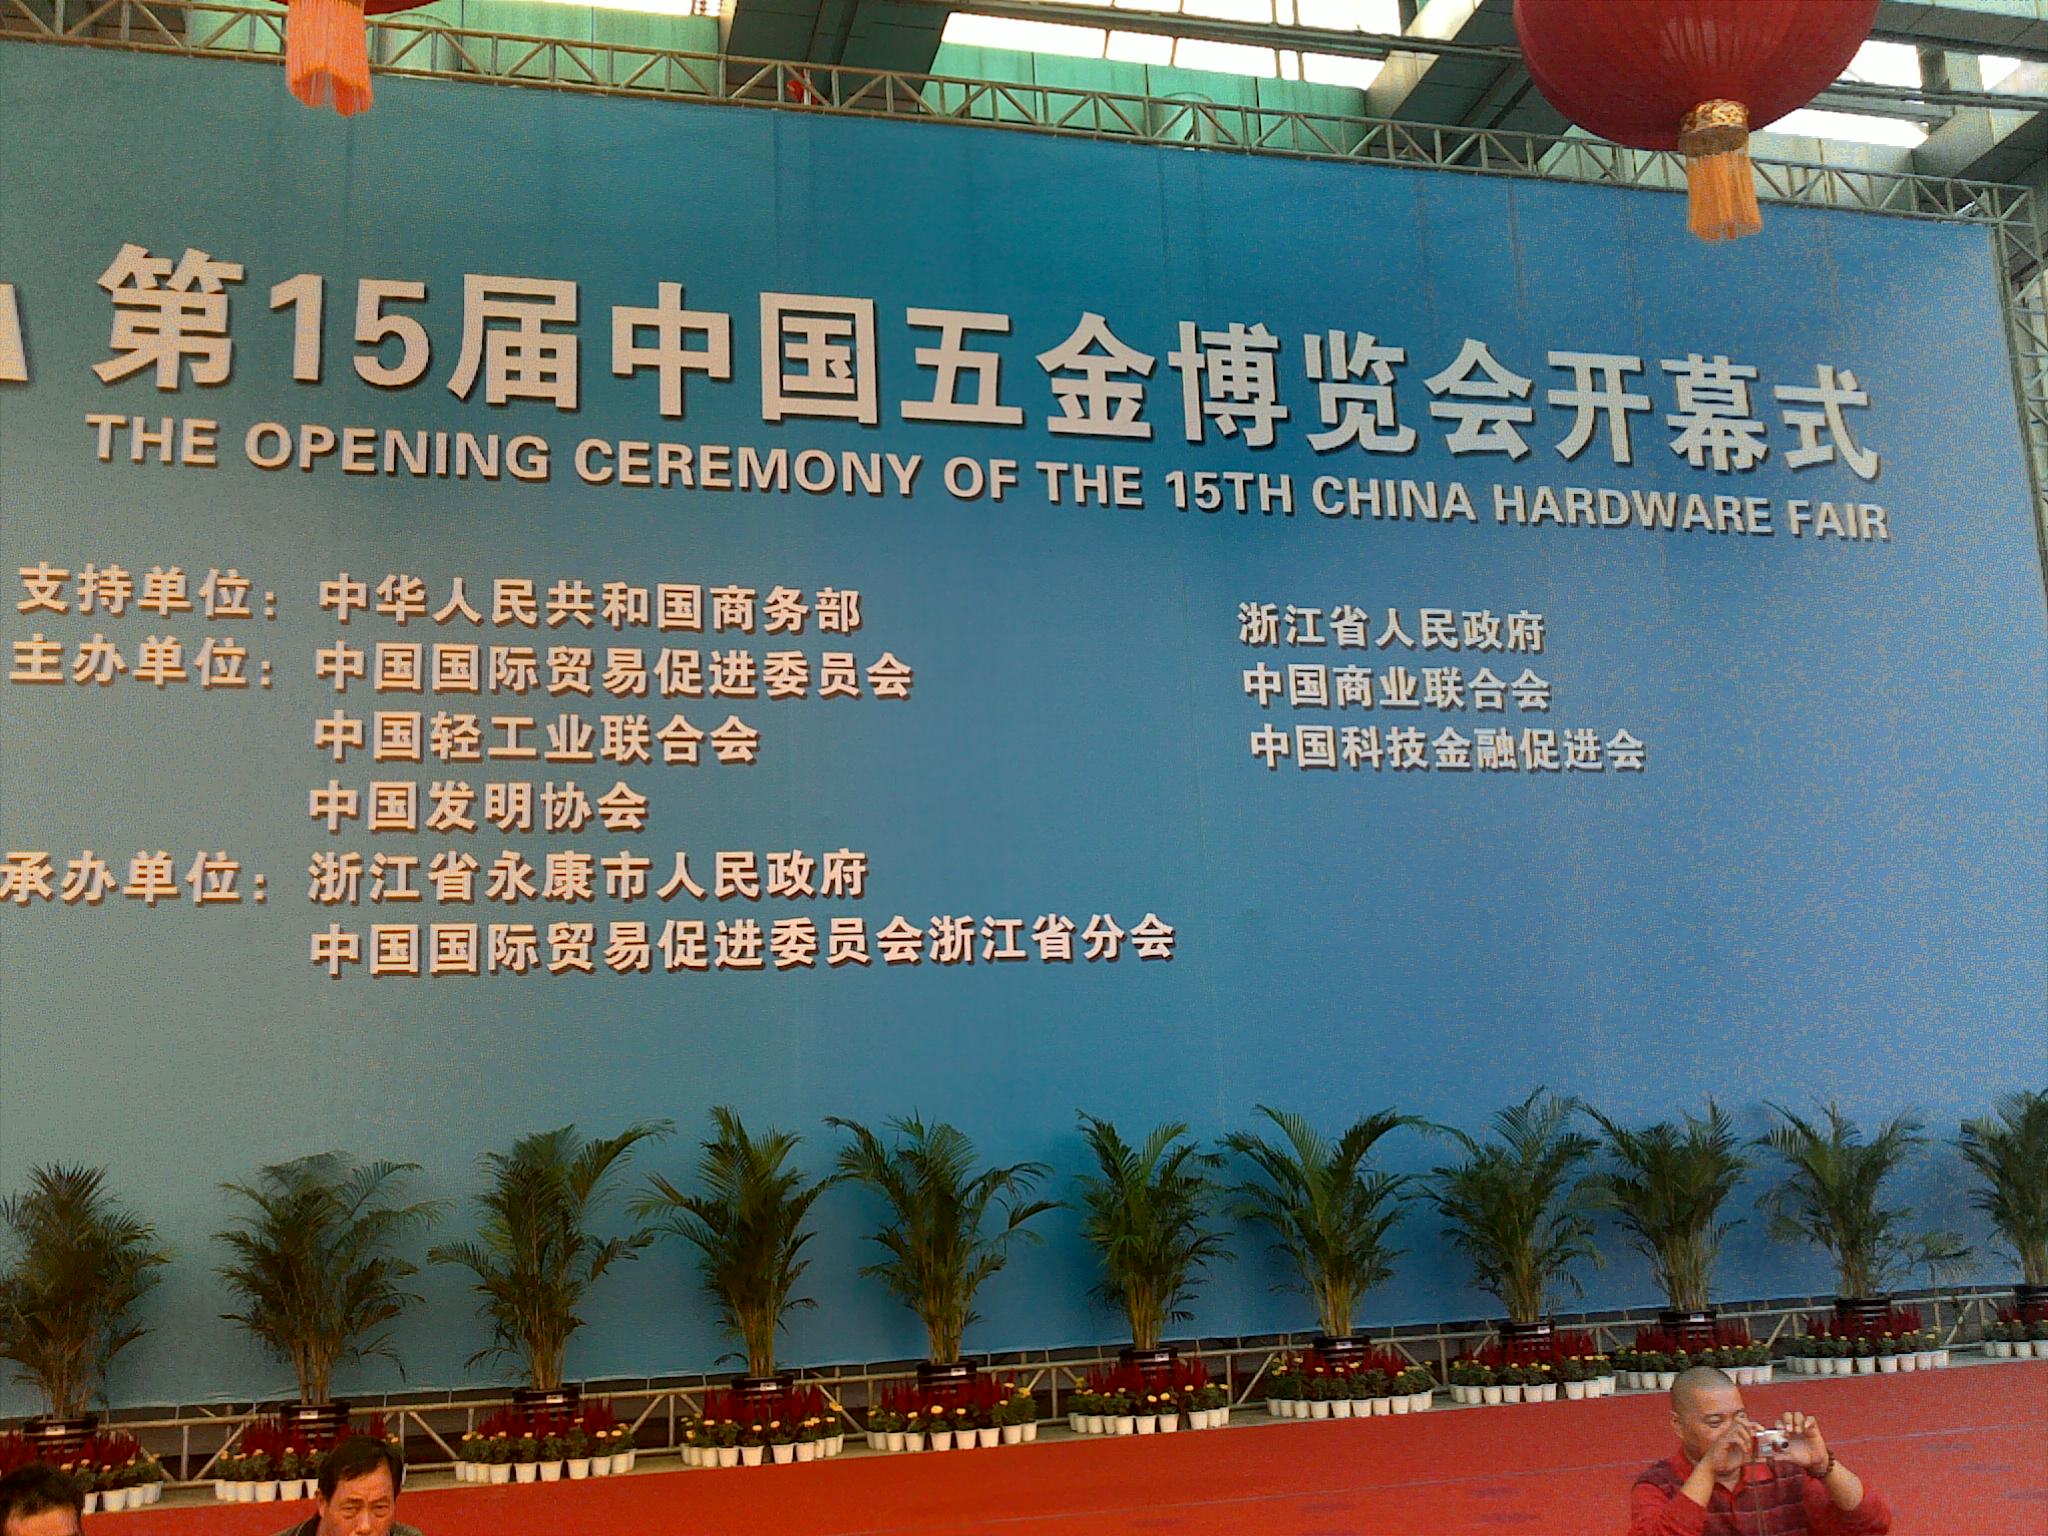 第15届中国五金博览会开幕式
THE OPENING CEREMONY OF THE 15TH CHINA HARDWARE FAIR
支持单位：中华人民共和国商务部 浙江省人民政府
主办单位：中国国际贸易促进委员会 中国商业联合会
中国轻工业联合会 中国科技金融促进会
中国发明协会
承办单位：浙江省永康市人民政府
中国国际贸易促进委员会浙江省分会